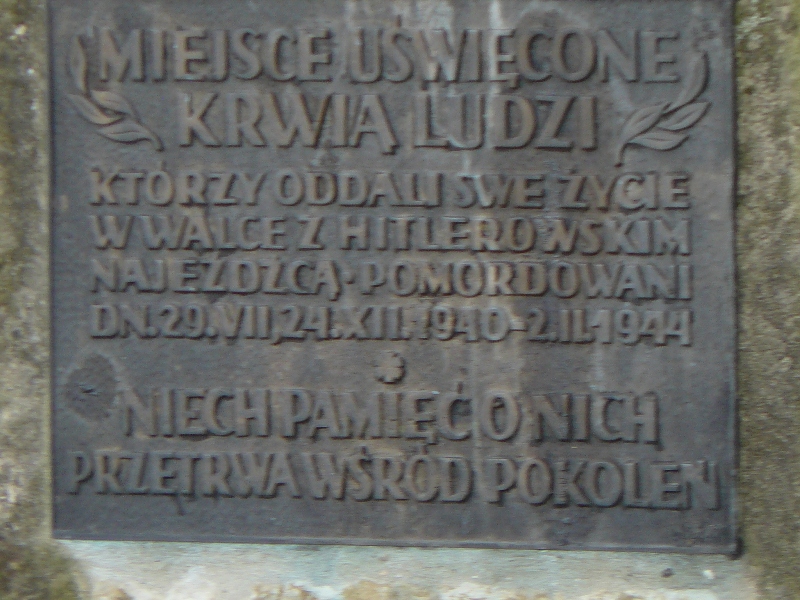 MIEJSCE UŚWIĘCONE
KRWIĄ LUDZI
KTÓRZY ODDALI SWE ŻYCIE
W WALCE Z HITLEROWSKIM
NAJEŹDŹCĄ·POMORDOWANI
DN.29.VII,24.XII.1940-2.II.1944
*
NIECH PAMIĘĆ O NICH
PRZETRWA WŚRÓD POKOLEŃ